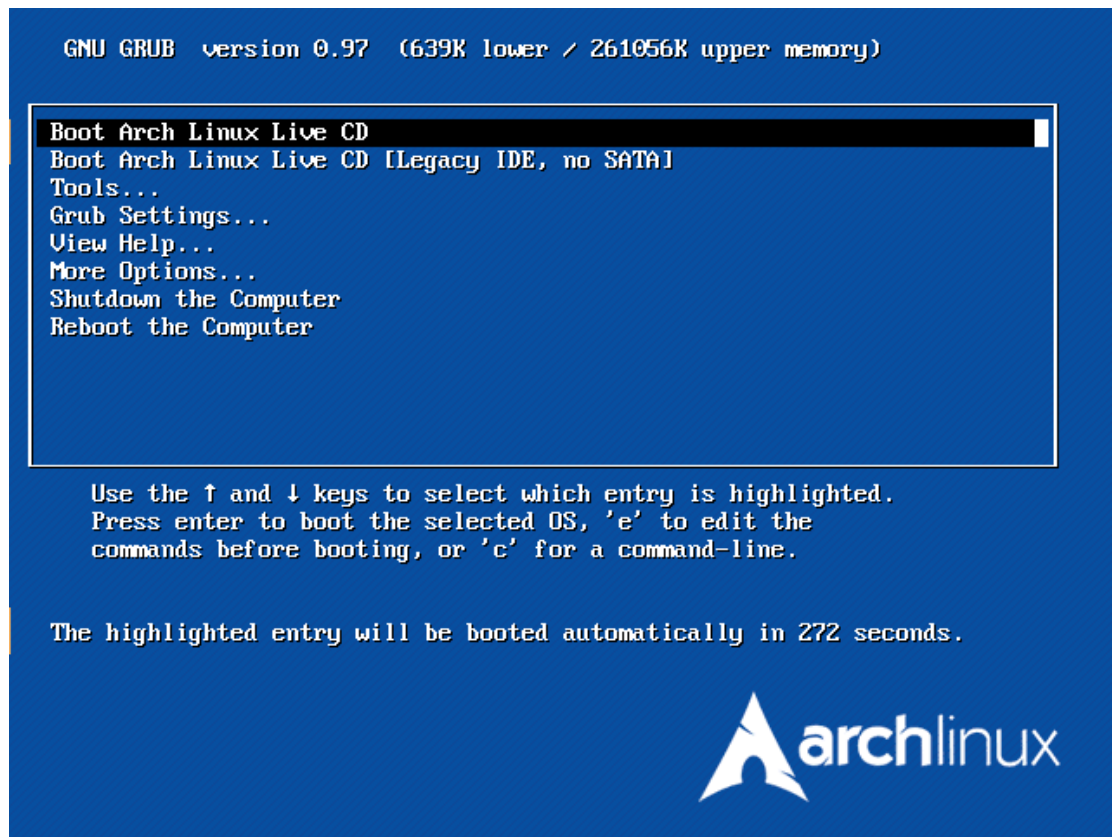 GNU GRUB  version 0.97  (639K lower / 261056K upper memory)
Boot Arch Linux Live CD
Boot Arch Linux Live CD [Legacy IDE, no SATA]
Tools...
Grub Settings...
View Help...
More Options...
Shutdown the Computer
Reboot the Computer
Use the ↑ and ↓ keys to select which entry is highlighted.
Press enter to boot the selected OS, 'e' to edit the
commands before booting, or 'c' for a command-line.
The highlighted entry will be booted automatically in 272 seconds.
archlinux